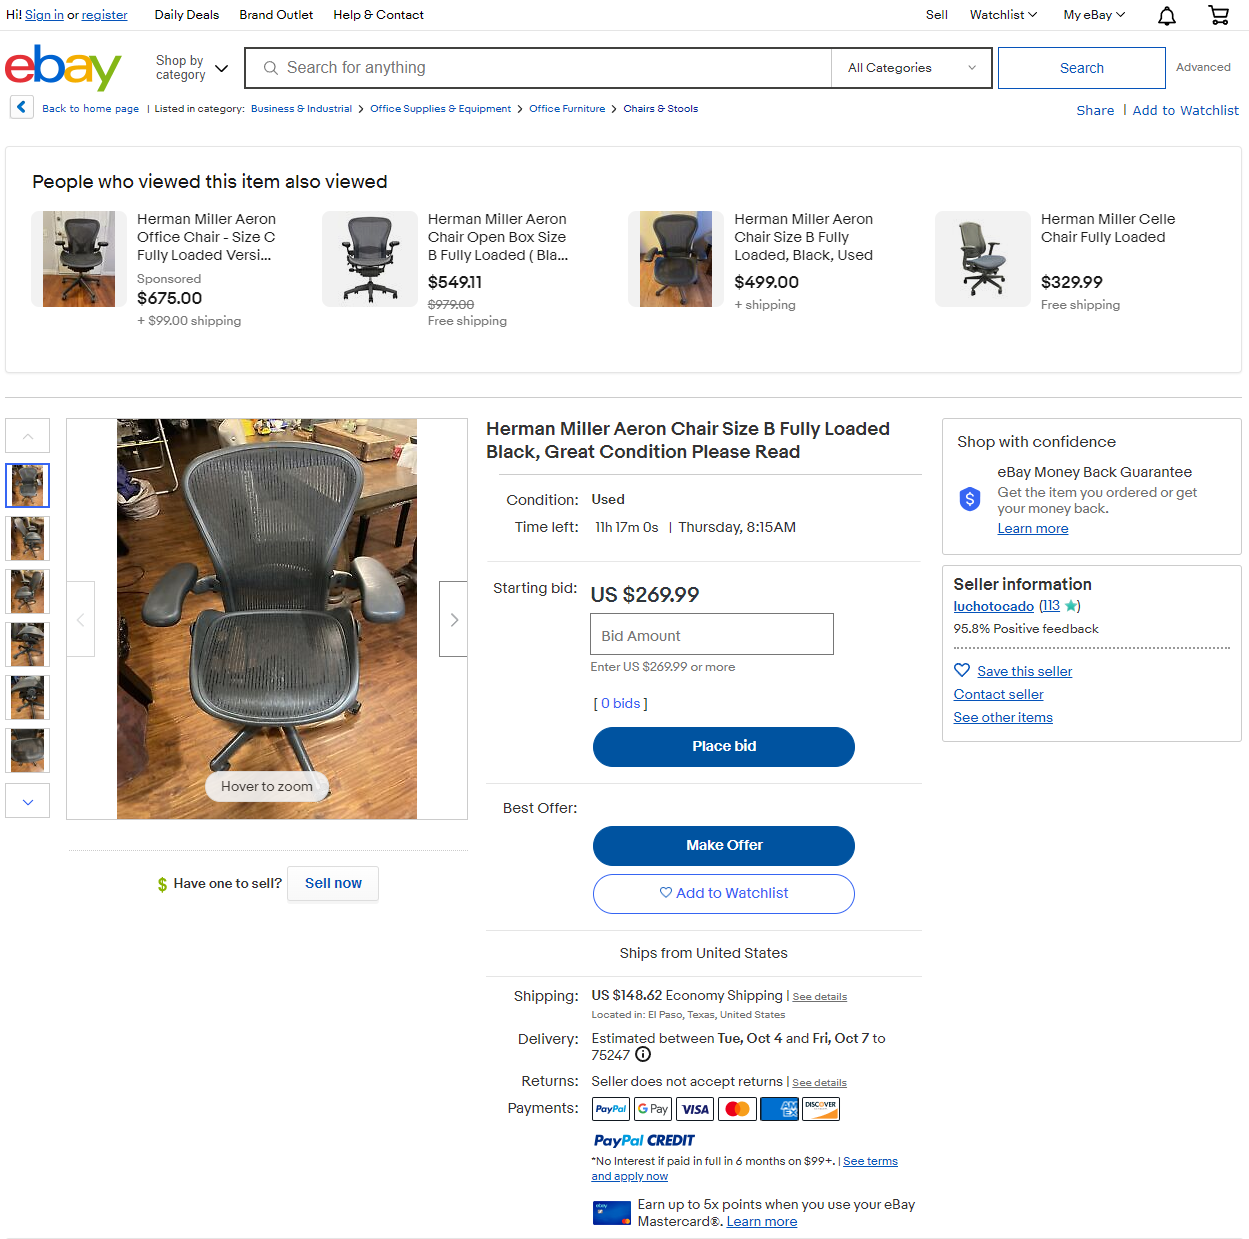 Hi! Sign in or register
Daily Deals
Brand Outlet
Help & Contact
Sell
Watchlist
My eBay
ebay
Shop by
category
Search for anything
All Categories
Search
Advanced
Back to home page | Listed in category: Business & Industrial > Office Supplies & Equipment > Office Furniture > Chairs & Stools
Share | Add to Watchlist
People who viewed this item also viewed
Herman Miller Aeron
Office Chair - Size C
Fully Loaded Versi...
Sponsored
$675.00
+ $99.00 shipping
Herman Miller Aeron
Chair Open Box Size
B Fully Loaded ( Bla...
$549.11
$979.00
Free shipping
Herman Miller Aeron
Chair Size B Fully
Loaded, Black, Used
$499.00
+ shipping
Herman Miller Celle
Chair Fully Loaded
$329.99
Free shipping
Hover to zoom
$ Have one to sell?
Sell now
Herman Miller Aeron Chair Size B Fully Loaded
Black, Great Condition Please Read
Condition: Used
Time left: 11h 17m 0s | Thursday, 8:15AM
Starting bid: US $269.99
Bid Amount
Enter US $269.99 or more
[ 0 bids ]
Place bid
Best Offer:
Make Offer
Add to Watchlist
Ships from United States
Shipping: US $148.62 Economy Shipping | See details
Located in: El Paso, Texas, United States
Delivery: Estimated between Tue, Oct 4 and Fri, Oct 7 to
75247
Returns: Seller does not accept returns | See details
Payments: PayPal G Pay VISA AM EX DISCOVER
PayPal CREDIT
*No Interest if paid in full in 6 months on $99+. | See terms
and apply now
ebay
Earn up to 5x points when you use your eBay
Mastercard®. Learn more
Shop with confidence
$
eBay Money Back Guarantee
Get the item you ordered or get
your money back.
Learn more
Seller information
luchotocado (113)
95.8% Positive feedback
Save this seller
Contact seller
See other items